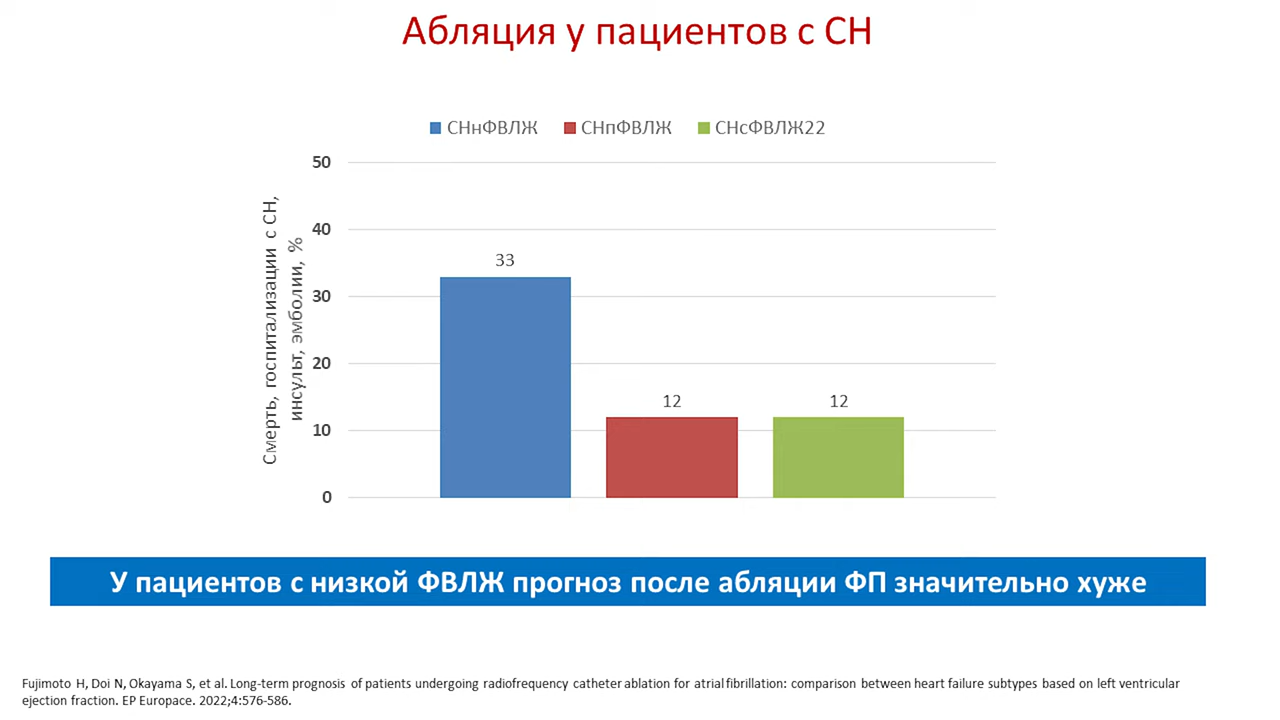 Абляция у пациентов с СН
СНнФВЛЖ СНпФВЛЖ СНсФВЛЖ22
Смерть, госпитализации с СН,
инсульт, эмболии, %
50
40
30
20
10
0
33
12
12
У пациентов с низкой ФВЛЖ прогноз после абляции ФП значительно хуже
Fujimoto H, Doi N, Okayama S, et al. Long-term prognosis of patients undergoing radiofrequency catheter ablation for atrial fibrillation: comparison between heart failure subtypes based on left ventricular
ejection fraction. EP Europace. 2022;4:576-586.